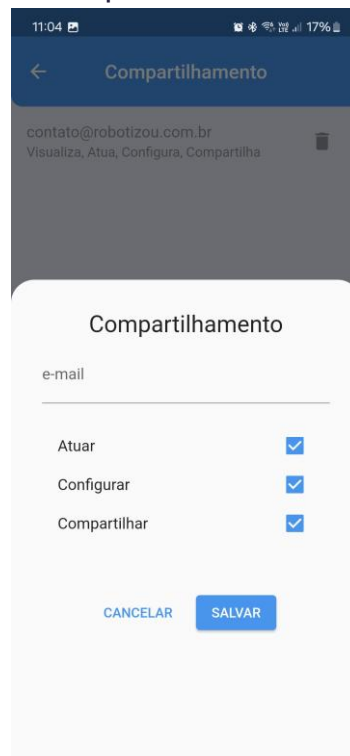 11:04 17%
Compartilhamento
contato@robotizou.com.br
Visualiza, Atua, Configura, Compartilha
Compartilhamento
e-mail
Atuar
Configurar
Compartilhar
CANCELAR SALVAR